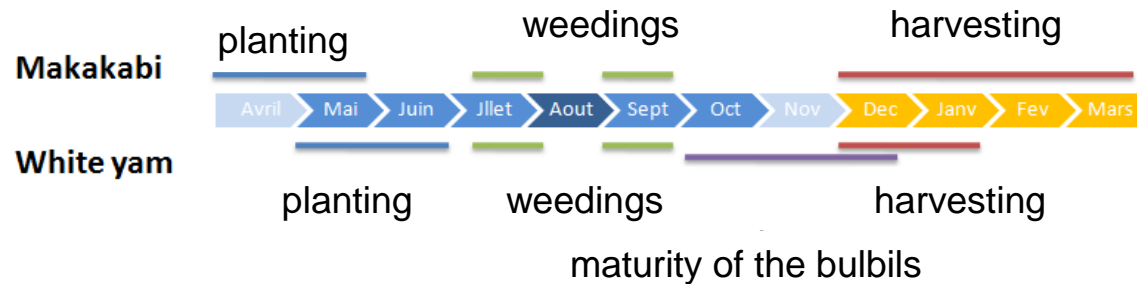 planting weedings harvesting
Makakabi
Avril Mai Juin Jllet Aout Sept Oct Nov Dec Janv Fev Mars
White yam
planting weedings harvesting
maturity of the bulbils